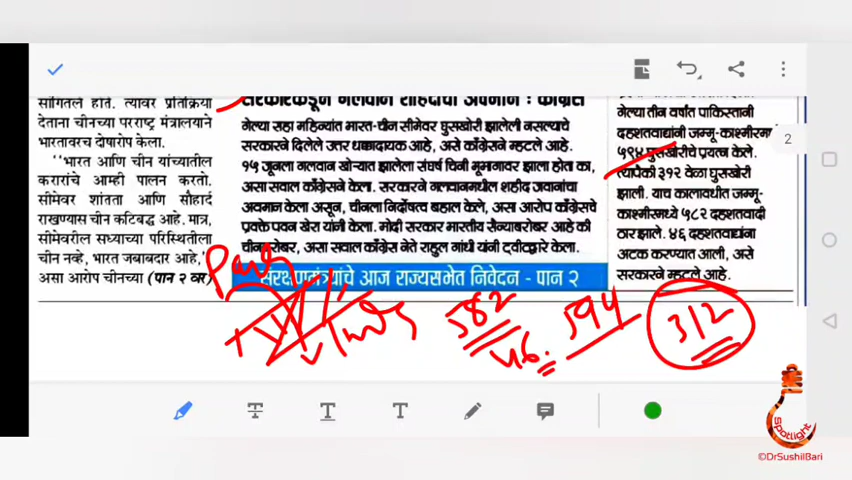 सांगितले होते. त्यावर प्रतिक्रिया
देताना चीनच्या परराष्ट्र मंत्रालयाने
भारतावरच दोषारोप केला.
‘‘भारत आणि चीन यांच्यातील
करारांचे आम्ही पालन करतो.
सीमेवर शांतता आणि सौहार्द
राखण्यास चीन कटिबद्ध आहे. मात्र,
सीमेवरील सध्याच्या परिस्थितीला
चीन नव्हे, भारत जबाबदार आहे,’’
असा आरोप चीनच्या (पान २ वर)
सरकारकडून गलवान शहिदांचा अवमान : काँग्रेस
गेल्या सहा महिन्यांत भारत-चीन सीमेवर घुसखोरी झालेली नसल्याचे
सरकारने दिलेले उत्तर धक्कादायक आहे, असे काँग्रेसने म्हटले आहे.
१५ जूनला गलवान खोऱ्यात झालेला संघर्ष चिनी भूभागावर झाला होता का,
असा सवाल काँग्रेसने केला. सरकारने गलवानमधील शहीद जवानांचा
अवमान केला असून, चीनला निर्दोषत्व बहाल केले, असा आरोप काँग्रेसचे
प्रवक्ते पवन खेरा यांनी केला. मोदी सरकार भारतीय सैन्याबरोबर आहे की
चीनबरोबर, असा सवाल काँग्रेस नेते राहुल गांधी यांनी ट्वीटद्वारे केला.
संरक्षणमंत्र्यांचे आज राज्यसभेत निवेदन - पान २
गेल्या तीन वर्षांत पाकिस्तानी
दहशतवाद्यांनी जम्मू-काश्मीरमध्ये
५९४ घुसखोरीचे प्रयत्न केले.
त्यापैकी ३१२ वेळा घुसखोरी
झाली. याच कालावधीत जम्मू-
काश्मीरमध्ये ५८२ दहशतवादी
ठार झाले. ४६ दहशतवाद्यांना
अटक करण्यात आली, असे
सरकारने म्हटले आहे.
2
582
46
594
312
Spotlight
©DrSushilBari